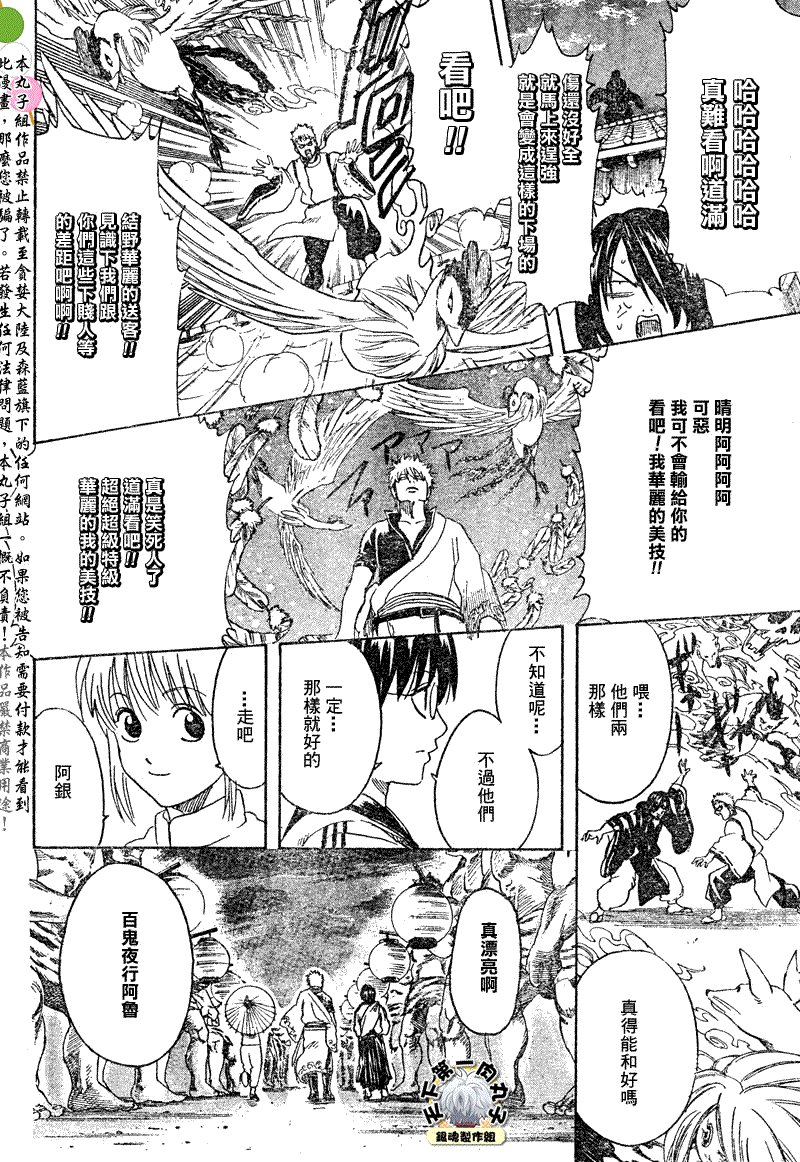 哈哈哈哈哈哈
真難看啊道滿
傷還沒好全
就馬上來逞強
就是會變成這樣的下場的
看吧!!
結野華麗的送客!!
見識下我們跟
你們這些下賤人等
的差距吧啊啊!!
晴明阿阿阿阿
可惡
我可不會輸給你的
看吧!我華麗的美技!!
アアア
真是笑死人了
道滿看吧!!
超絕超級特級
華麗的我的美技!!
喂…
他們兩
那樣
真得能和好嗎
不知道呢…
不過他們
一定…
那樣就好的
…走吧
阿銀
真漂亮啊
百鬼夜行阿魯
天下第一肉丸子
銀魂製作組
本丸子組作品禁止轉載至貪婪大陸及森藍旗下的任何網站。如果您被告知需要付款才能看到
此漫畫,那麼您被騙了。若發生任何法律問題,本丸子組一概不負責!本作品嚴禁商業用途!